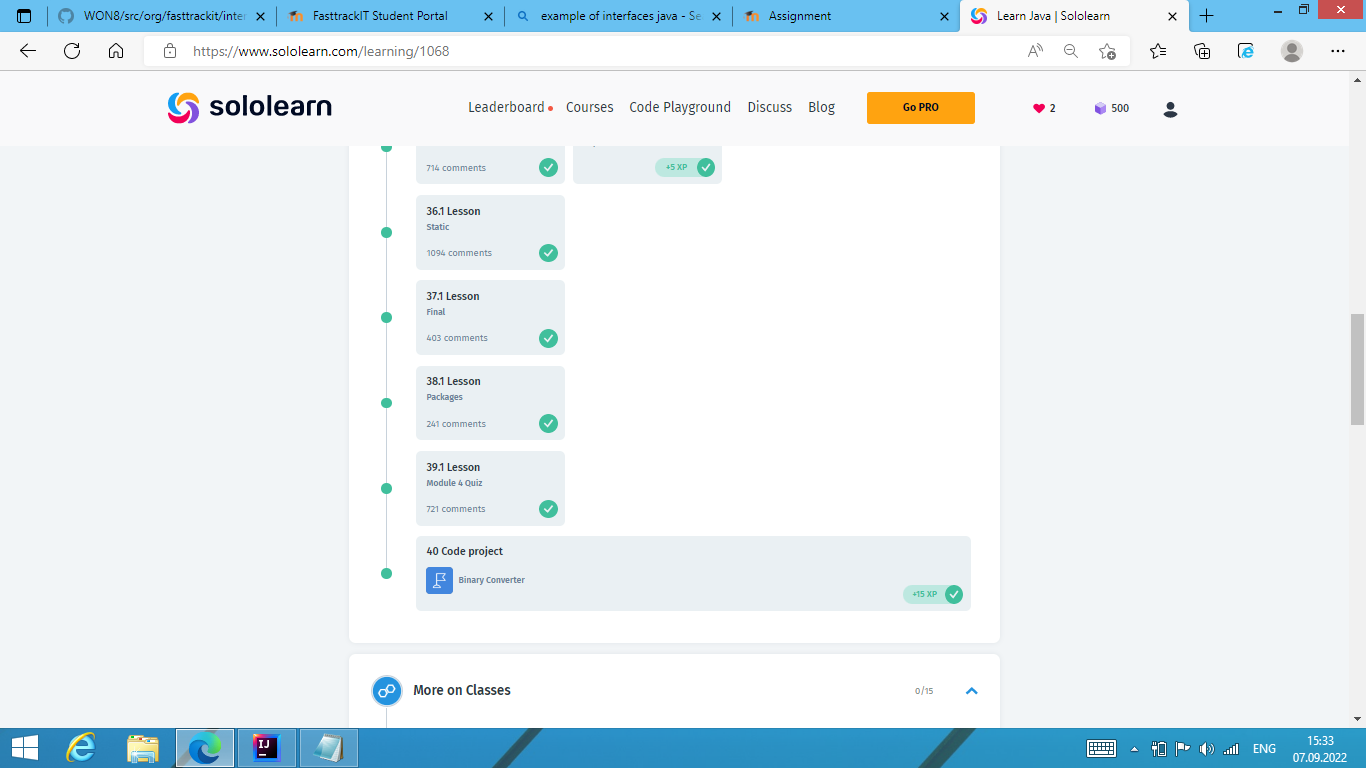 WON8/src/org/fasttrackit/inter
FasttrackIT Student Portal
example of interfaces java - Se
Assignment
Learn Java | Sololearn
https://www.sololearn.com/learning/1068
sololearn
Leaderboard
Courses
Code Playground
Discuss
Blog
Go PRO
2
500
714 comments
+5 XP
36.1 Lesson
Static
1094 comments
37.1 Lesson
Final
403 comments
38.1 Lesson
Packages
241 comments
39.1 Lesson
Module 4 Quiz
721 comments
40 Code project
Binary Converter
+15 XP
More on Classes
0/15
ENG
15:33
07.09.2022